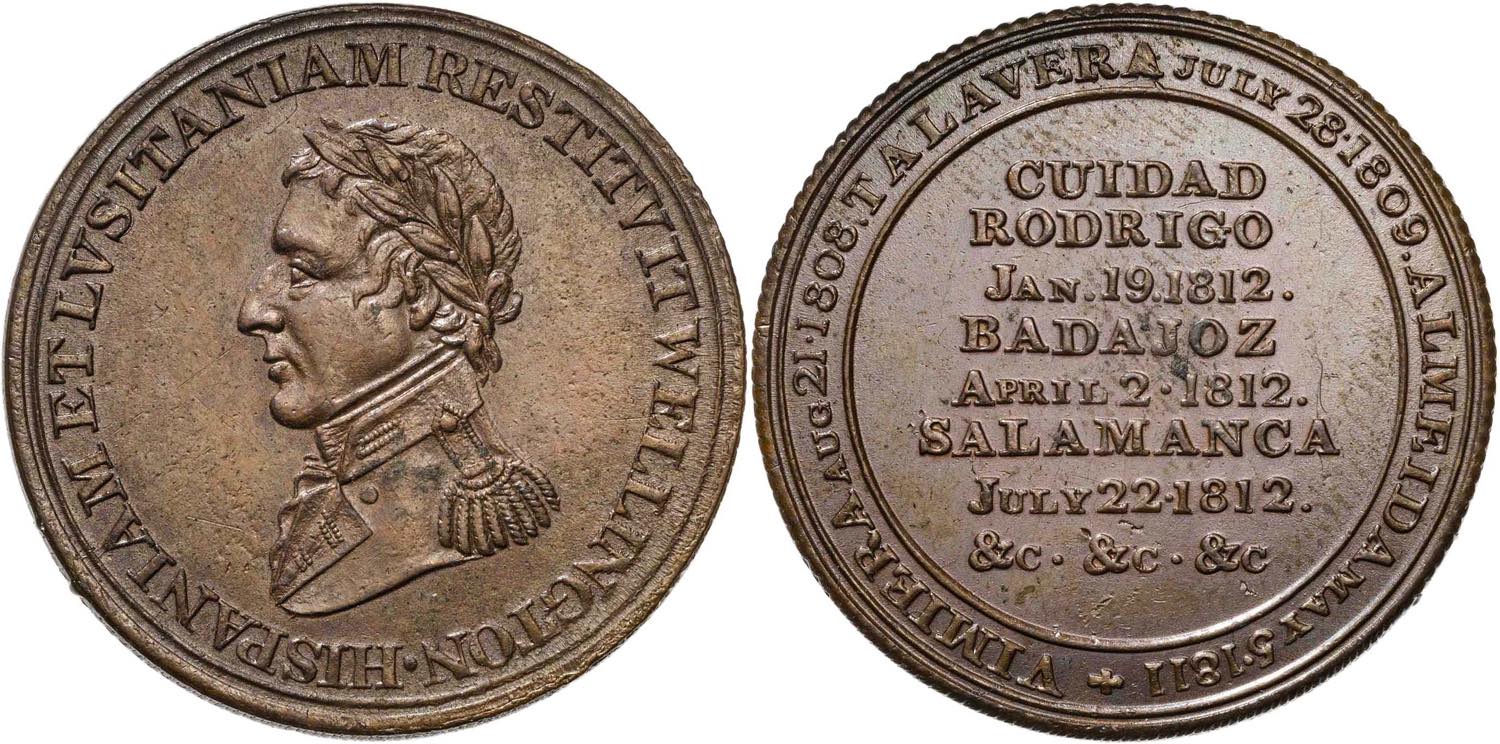 HISPANIAM ET LVSITANIAM RESTITVIT WELLINGTON·
VIMIERA AUG 21·1808. TALAVERA JULY 28·1809. ALMEIDA MAY 5·1811
CUIDAD
RODRIGO
JAN. 19. 1812.
BADAJOZ
APRIL 2·1812.
SALAMANCA
JULY 22·1812.
&C · &C · &C